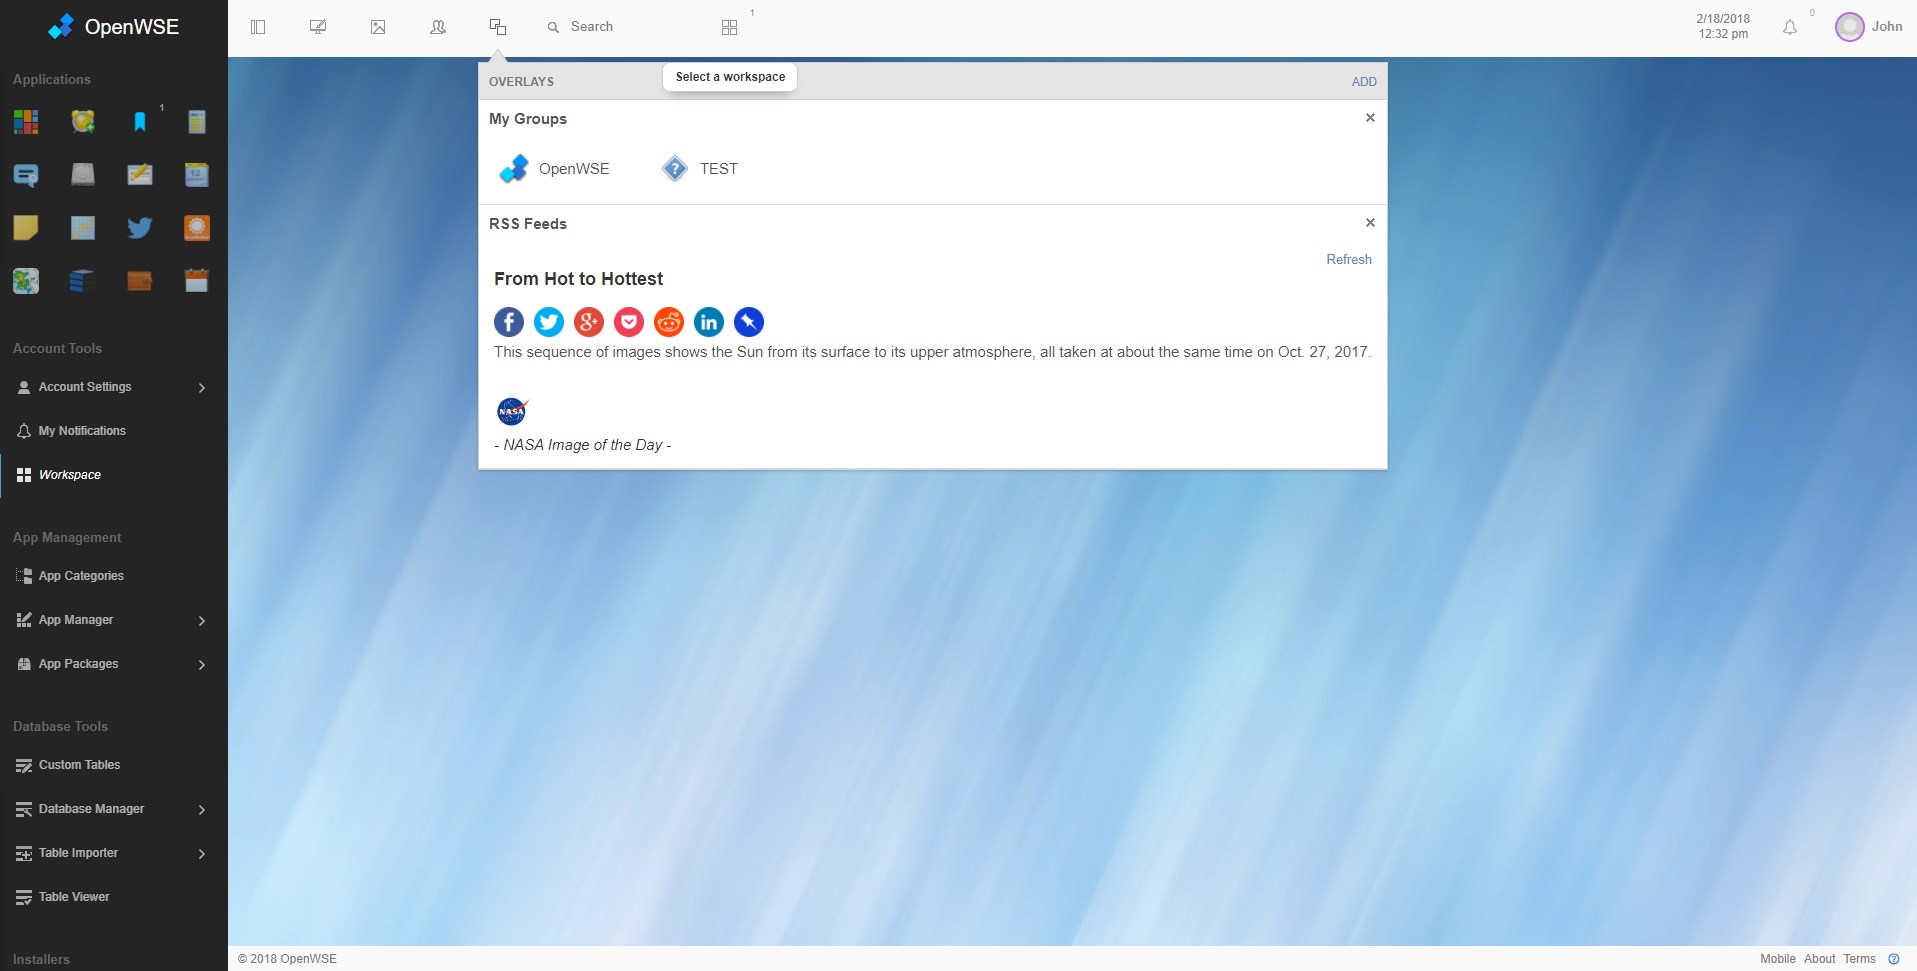 OpenWSE
Search
1
2/18/2018
12:32 pm
0
John
Applications
1
12
Account Tools
Account Settings
My Notifications
Workspace
App Management
App Categories
App Manager
App Packages
Database Tools
Custom Tables
Database Manager
Table Importer
Table Viewer
Installers
OVERLAYS
Select a workspace
ADD
My Groups
OpenWSE
TEST
RSS Feeds
Refresh
From Hot to Hottest
This sequence of images shows the Sun from its surface to its upper atmosphere, all taken at about the same time on Oct. 27, 2017.
NASA
- NASA Image of the Day -
© 2018 OpenWSE
Mobile About Terms